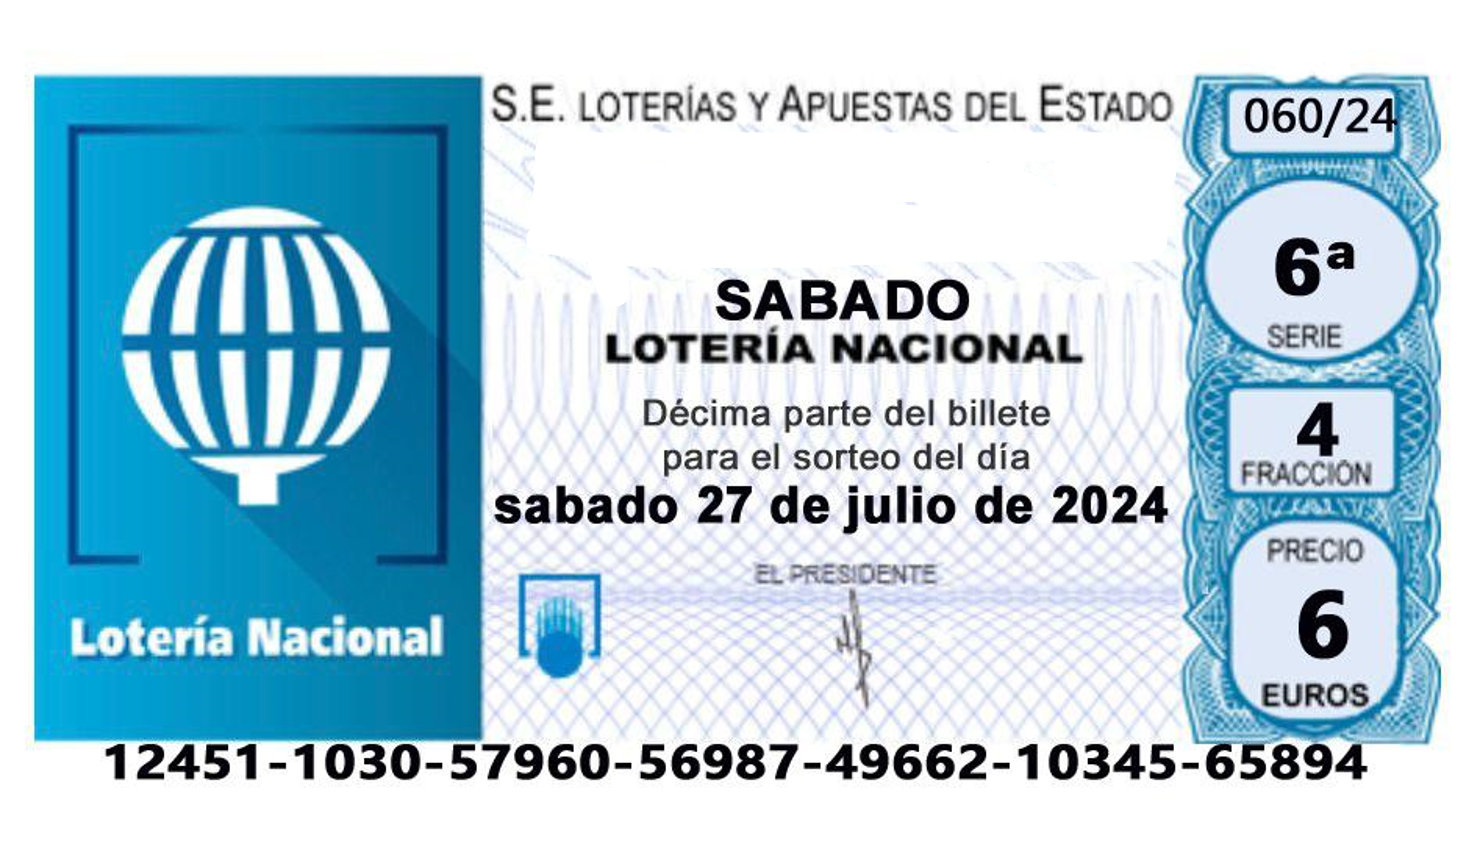 S.E. LOTERÍAS Y APUESTAS DEL ESTADO
060/24
SABADO
LOTERÍA NACIONAL
Décima parte del billete
para el sorteo del día
sabado 27 de julio de 2024
EL PRESIDENTE
6ª
SERIE
4
FRACCIÓN
PRECIO
6
EUROS
Lotería Nacional
12451-1030-57960-56987-49662-10345-65894